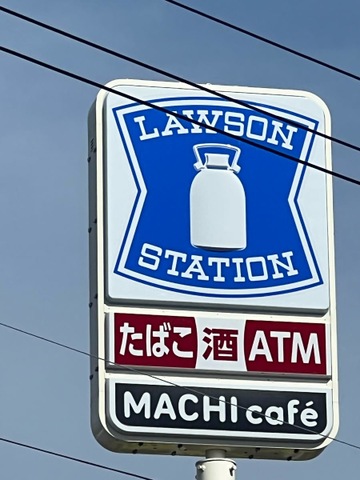 LAWSON
STATION
たばこ 酒 ATM
MACHI café